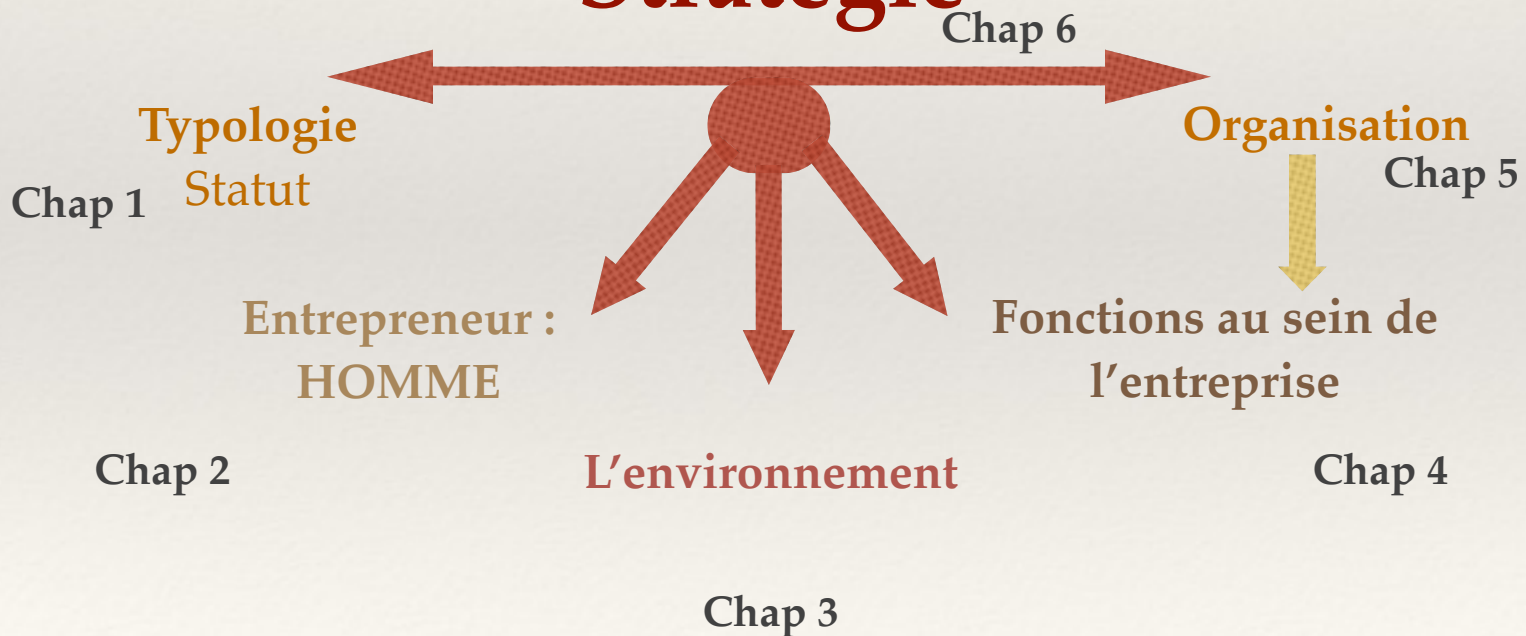 Stratégie
Chap 6
Typologie
Statut
Chap 1
Organisation
Chap 5
Entrepreneur :
HOMME
Chap 2
Fonctions au sein de
l’entreprise
Chap 4
L’environnement
Chap 3